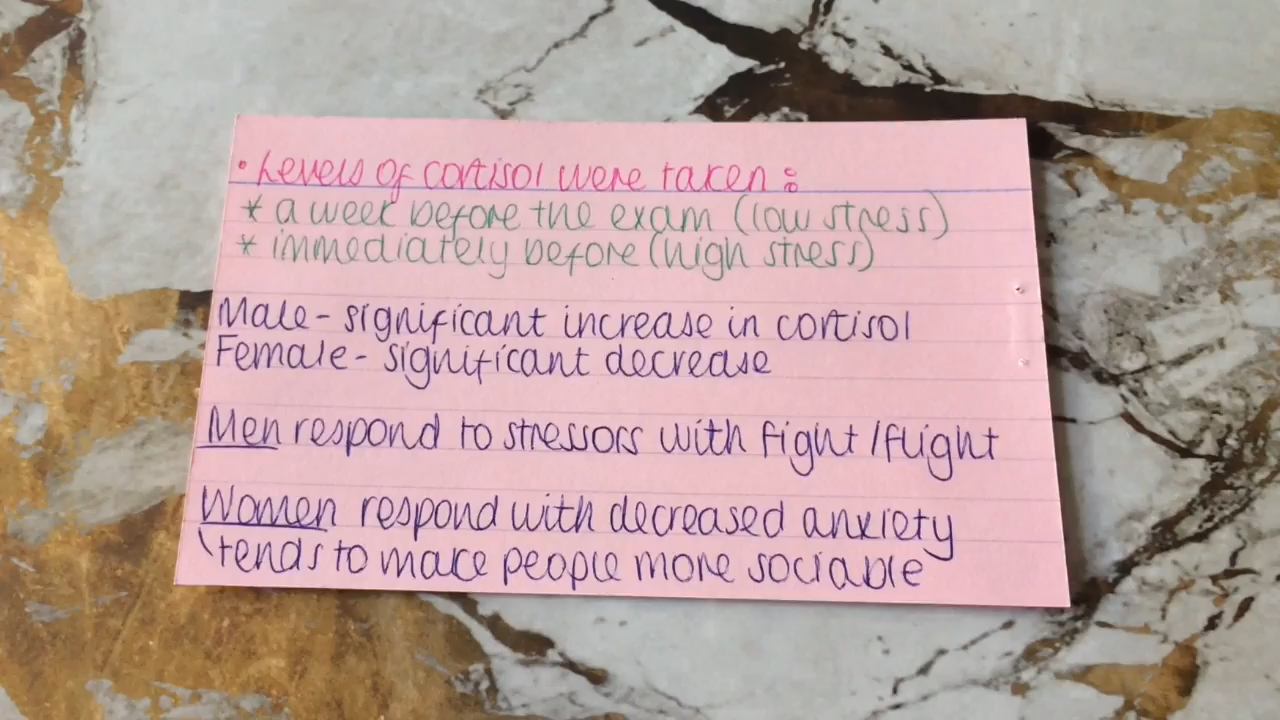 • Levels of cortisol were taken:
* a week before the exam (low stress)
* immediately before (high stress)
Male - significant increase in cortisol
Female - significant decrease
Men respond to stressors with fight/flight
Women respond with decreased anxiety
\tends to make people more sociable